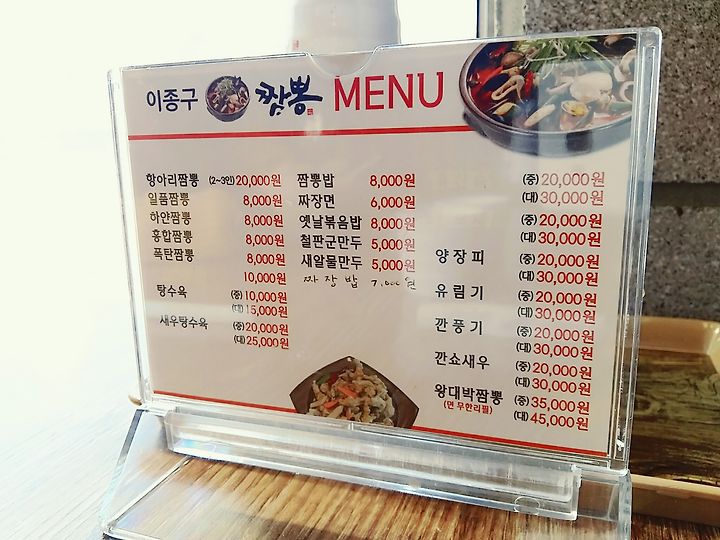 이종구 짬뽕 MENU
항아리짬뽕 (2~3인) 20,000원
일품짬뽕 8,000원
하얀짬뽕 8,000원
홍합짬뽕 8,000원
폭탄짬뽕 8,000원
10,000원
탕수육 (중) 10,000원
(대) 15,000원
새우탕수육 (중) 20,000원
(대) 25,000원
짬뽕밥 8,000원
짜장면 6,000원
옛날볶음밥 8,000원
철판군만두 5,000원
새알물만두 5,000원
짜장밥 7,000원
(중) 20,000원
(대) 30,000원
(중) 20,000원
(대) 30,000원
양장피 (중) 20,000원
(대) 30,000원
유림기 (중) 20,000원
(대) 30,000원
깐풍기 (중) 20,000원
(대) 30,000원
깐쇼새우 (중) 20,000원
(대) 30,000원
왕대박짬뽕 (중) 35,000원
(면 무한리필) (대) 45,000원